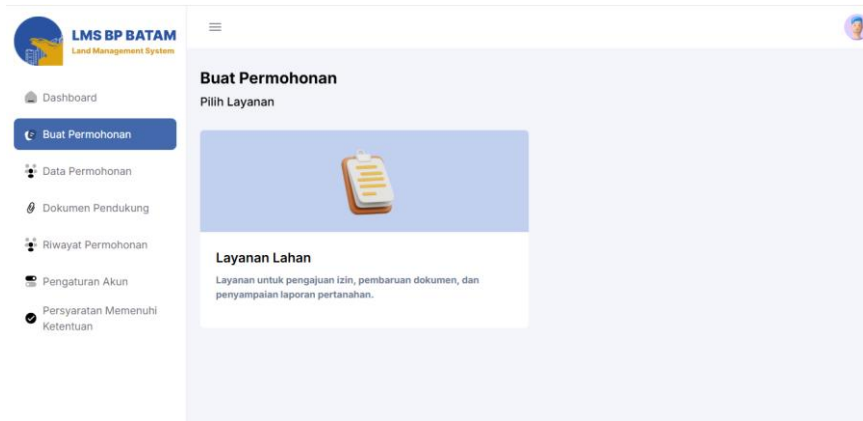 LMS BP BATAM
Land Management System
Dashboard
Buat Permohonan
Data Permohonan
Dokumen Pendukung
Riwayat Permohonan
Pengaturan Akun
Persyaratan Memenuhi
Ketentuan
Buat Permohonan
Pilih Layanan
Layanan Lahan
Layanan untuk pengajuan izin, pembaruan dokumen, dan
penyampaian laporan pertanahan.